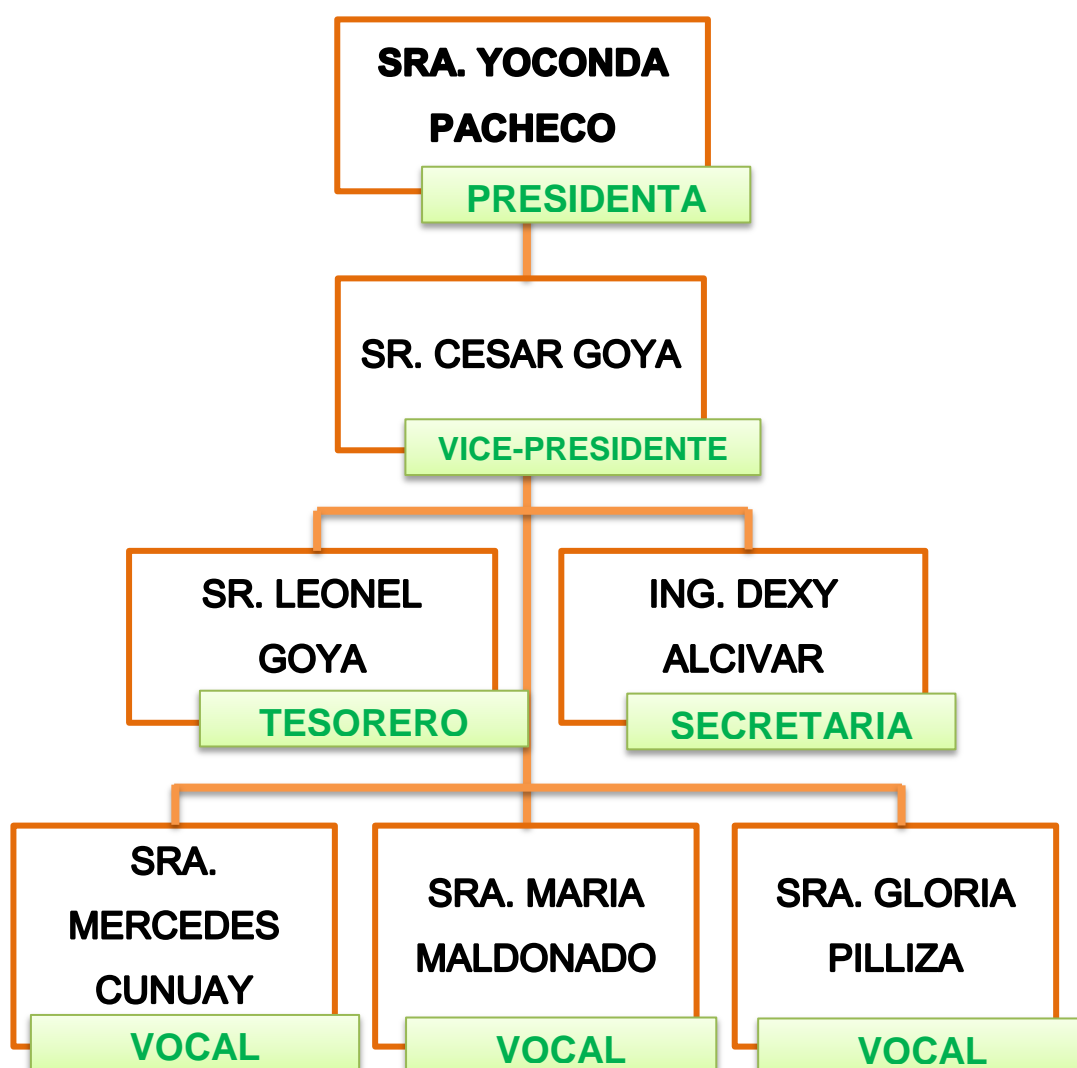 SRA. YOCONDA
PACHECO
PRESIDENTA
SR. CESAR GOYA
VICE-PRESIDENTE
SR. LEONEL
GOYA
TESORERO
ING. DEXY
ALCIVAR
SECRETARIA
SRA.
MERCEDES
CUNUAY
VOCAL
SRA. MARIA
MALDONADO
VOCAL
SRA. GLORIA
PILLIZA
VOCAL